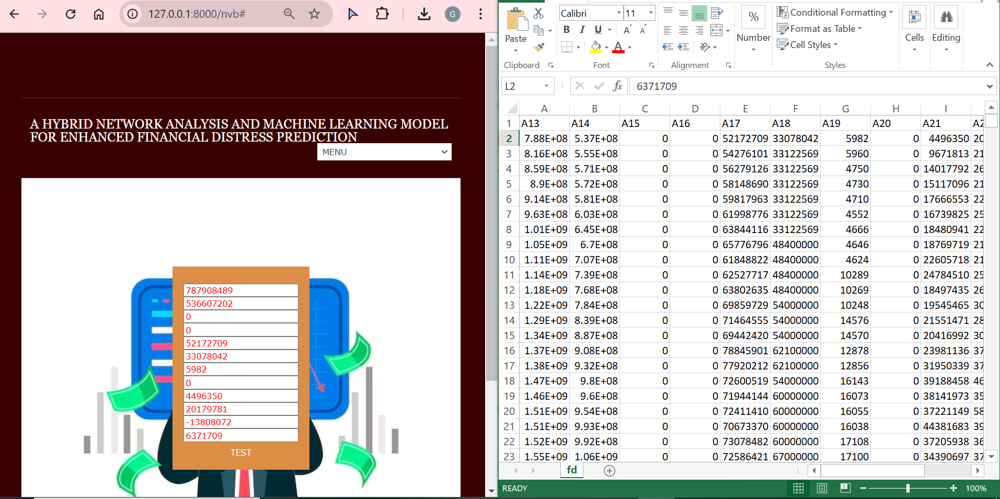 127.0.0.1:8000/nvb#
G
A HYBRID NETWORK ANALYSIS AND MACHINE LEARNING MODEL
FOR ENHANCED FINANCIAL DISTRESS PREDICTION
MENU
787908489
536607202
0
0
52172709
33078042
5982
0
4496350
20179781
-13808072
6371709
TEST
Paste
Clipboard
Calibri 11
B I U A A
A
Font
Alignment
%
Number
Conditional Formatting
Format as Table
Cell Styles
Styles
Cells
Editing
L2 fx 6371709
A B C D E F G H I
1 A13 A14 A15 A16 A17 A18 A19 A20 A21 A2
2 7.88E+08 5.37E+08 0 0 52172709 33078042 5982 0 4496350 20
3 8.16E+08 5.55E+08 0 0 54276101 33122569 5960 0 9671813 21
4 8.59E+08 5.71E+08 0 0 56279126 33122569 4750 0 14017792 26
5 8.9E+08 5.72E+08 0 0 58148690 33122569 4730 0 15117096 21
6 9.14E+08 5.81E+08 0 0 59817963 33122569 4710 0 17666553 22
7 9.63E+08 6.03E+08 0 0 61998776 33122569 4552 0 16739825 25
8 1.01E+09 6.45E+08 0 0 63844116 33122569 4666 0 18480941 22
9 1.05E+09 6.7E+08 0 0 65776796 48400000 4646 0 18769719 21
10 1.11E+09 7.07E+08 0 0 61848822 48400000 4624 0 22605718 21
11 1.14E+09 7.39E+08 0 0 62527717 48400000 10289 0 24784510 25
12 1.18E+09 7.68E+08 0 0 63802635 48400000 10269 0 18497435 26
13 1.22E+09 7.84E+08 0 0 69859729 54000000 10248 0 19545465 30
14 1.29E+09 8.39E+08 0 0 71464555 54000000 14576 0 21551471 28
15 1.34E+09 8.87E+08 0 0 69442420 54000000 14570 0 20416992 30
16 1.37E+09 9.08E+08 0 0 78845901 62100000 12878 0 23981136 37
17 1.38E+09 9.32E+08 0 0 77920212 62100000 12856 0 31950339 37
18 1.47E+09 9.8E+08 0 0 72600519 54000000 16143 0 39188458 46
19 1.46E+09 9.6E+08 0 0 71944144 60000000 16073 0 38141973 35
20 1.51E+09 9.54E+08 0 0 72411410 60000000 16055 0 37221149 58
21 1.51E+09 9.93E+08 0 0 70673370 60000000 16038 0 44381683 39
22 1.52E+09 9.92E+08 0 0 73078482 60000000 17108 0 37205938 36
23 1.55E+09 1.06E+09 0 0 72586421 67000000 17100 0 34390697 37
fd
READY
100%